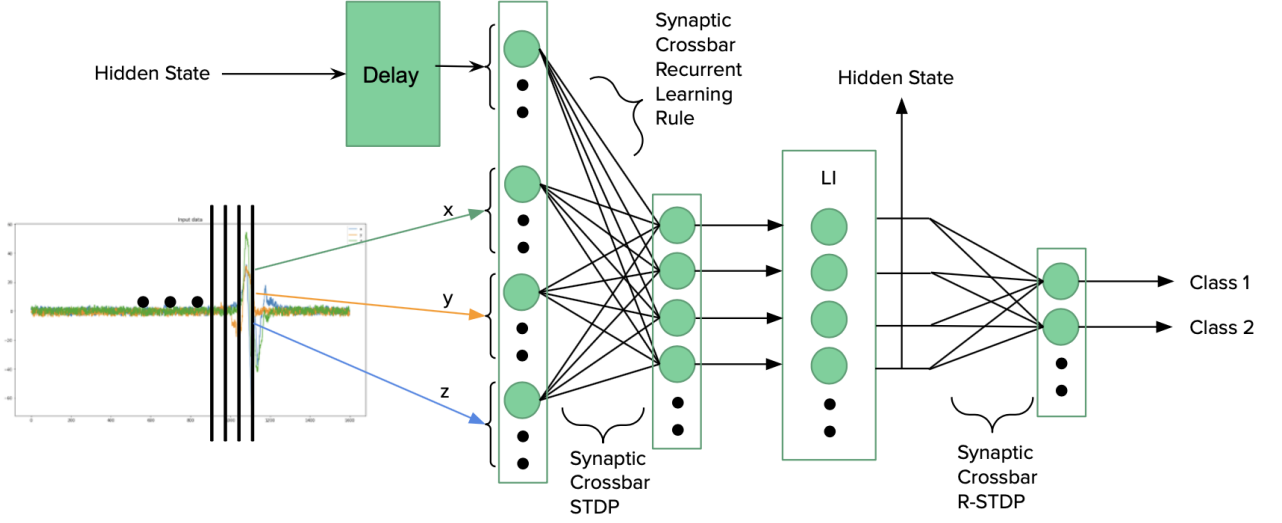 Hidden State
Delay
Synaptic
Crossbar
Recurrent
Learning
Rule
Hidden State
LI
x
y
z
Input data
Class 1
Class 2
Synaptic
Crossbar
STDP
Synaptic
Crossbar
R-STDP